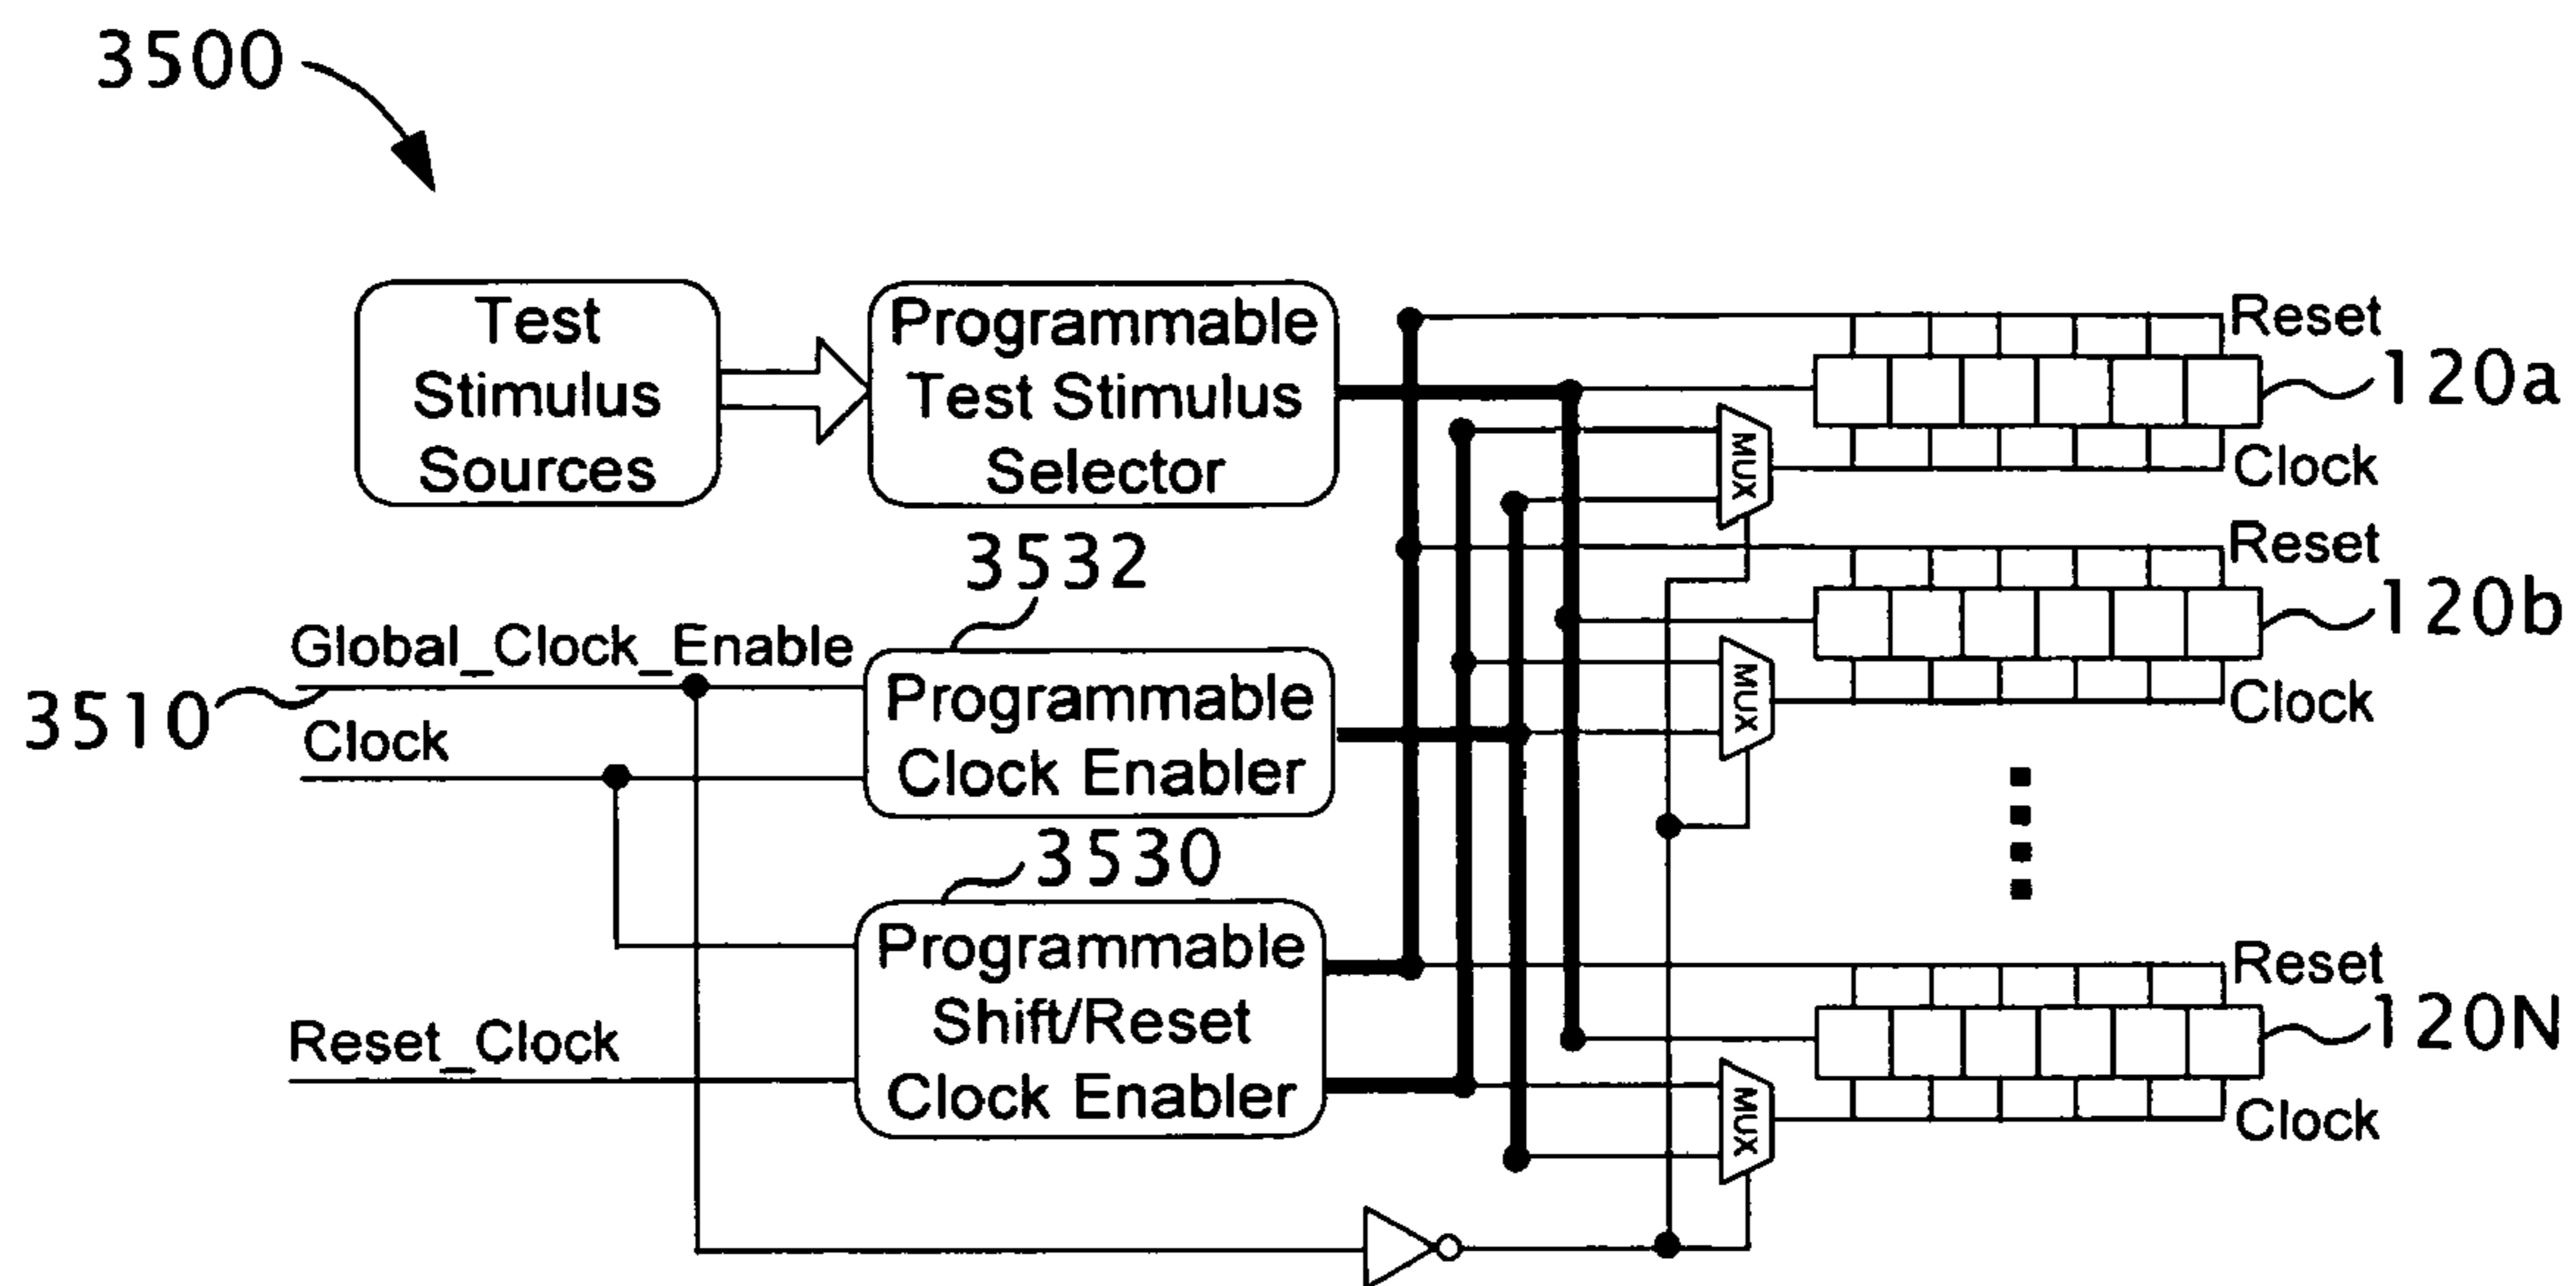 3500
Test
Stimulus
Sources
Programmable
Test Stimulus
Selector
Reset
120a
MUX
Clock
3532
Reset
120b
Global_Clock_Enable
3510
Clock
Programmable
Clock Enabler
MUX
Clock
3530
Programmable
Shift/Reset
Clock Enabler
Reset_Clock
Reset
120N
MUX
Clock